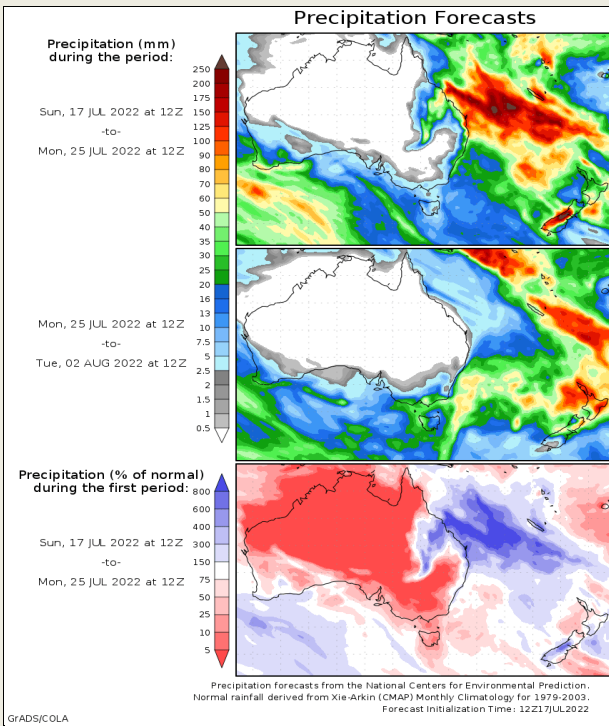 Precipitation Forecasts
Precipitation (mm)
during the period:
Sun, 17 JUL 2022 at 12Z
-to-
Mon, 25 JUL 2022 at 12Z
250
200
175
150
125
100
90
80
70
60
50
40
35
30
25
20
16
13
10
7.5
5
2.5
2
1.5
1
0.5
Mon, 25 JUL 2022 at 12Z
-to-
Tue, 02 AUG 2022 at 12Z
Precipitation (% of normal)
during the first period:
Sun, 17 JUL 2022 at 12Z
-to-
Mon, 25 JUL 2022 at 12Z
800
600
400
300
150
75
50
25
10
5
Precipitation forecasts from the National Centers for Environmental Prediction.
Normal rainfall derived from Xie-Arkin (CMAP) Monthly Climatology for 1979-2003.
Forecast Initialization Time: 12Z17JUL2022
GrADS/COLA